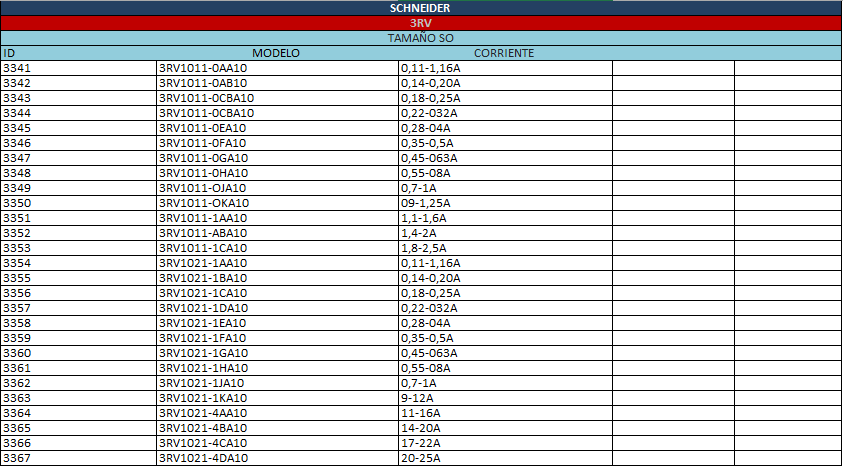 SCHNEIDER
3RV
TAMAÑO SO
ID MODELO CORRIENTE
3341 3RV1011-0AA10 0,11-1,16A
3342 3RV1011-0AB10 0,14-0,20A
3343 3RV1011-0CBA10 0,18-0,25A
3344 3RV1011-0CBA10 0,22-032A
3345 3RV1011-0EA10 0,28-04A
3346 3RV1011-0FA10 0,35-0,5A
3347 3RV1011-0GA10 0,45-063A
3348 3RV1011-0HA10 0,55-08A
3349 3RV1011-OJA10 0,7-1A
3350 3RV1011-OKA10 09-1,25A
3351 3RV1011-1AA10 1,1-1,6A
3352 3RV1011-ABA10 1,4-2A
3353 3RV1011-1CA10 1,8-2,5A
3354 3RV1021-1AA10 0,11-1,16A
3355 3RV1021-1BA10 0,14-0,20A
3356 3RV1021-1CA10 0,18-0,25A
3357 3RV1021-1DA10 0,22-032A
3358 3RV1021-1EA10 0,28-04A
3359 3RV1021-1FA10 0,35-0,5A
3360 3RV1021-1GA10 0,45-063A
3361 3RV1021-1HA10 0,55-08A
3362 3RV1021-1JA10 0,7-1A
3363 3RV1021-1KA10 9-12A
3364 3RV1021-4AA10 11-16A
3365 3RV1021-4BA10 14-20A
3366 3RV1021-4CA10 17-22A
3367 3RV1021-4DA10 20-25A